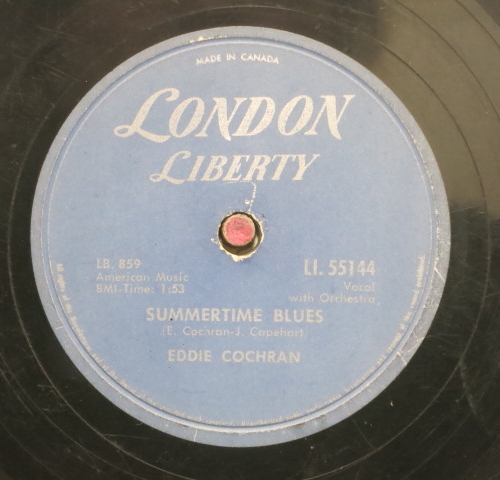 MADE IN CANADA
LONDON
LIBERTY
LB. 859
American Music
BMI-Time: 1:53
LI. 55144
Vocal
with Orchestra
SUMMERTIME BLUES
(E. Cochran-J. Capehart)
EDDIE COCHRAN